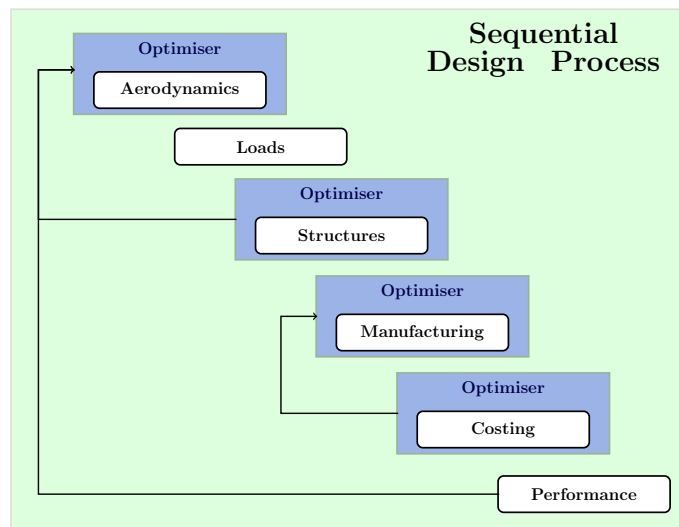 Sequential
Design Process
Optimiser
Aerodynamics
Loads
Optimiser
Structures
Optimiser
Manufacturing
Optimiser
Costing
Performance